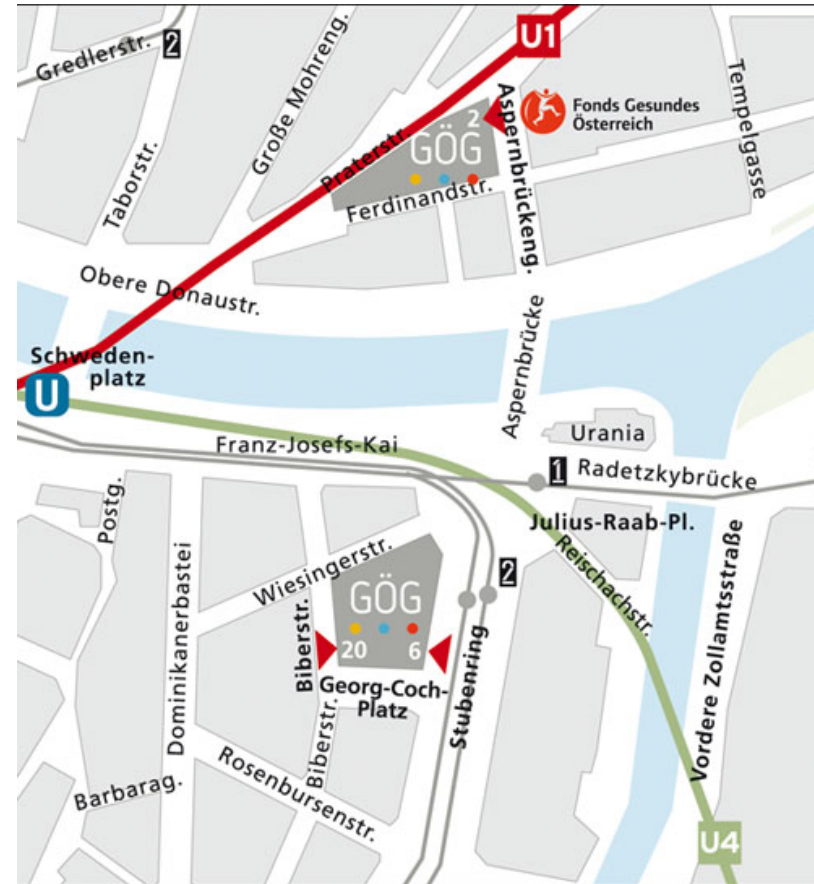 U1
Gredlerstr.
2
Große Mohreng.
Taborstr.
Praterstr.
2
GÖG
Aspernbrückeng.
Fonds Gesundes
Österreich
Tempelgasse
Ferdinandstr.
Obere Donaustr.
Aspernbrücke
Schweden-
platz
U
Franz-Josefs-Kai
Urania
1
Radetzkybrücke
Postg.
Julius-Raab-Pl.
Dominikanerbastei
Wiesingerstr.
Reischachstr.
2
GÖG
20
6
Biberstr.
Georg-Coch-
Platz
Stubenring
Vordere Zollamtsstraße
Biberstr.
Barbarag.
Rosenbursenstr.
U4